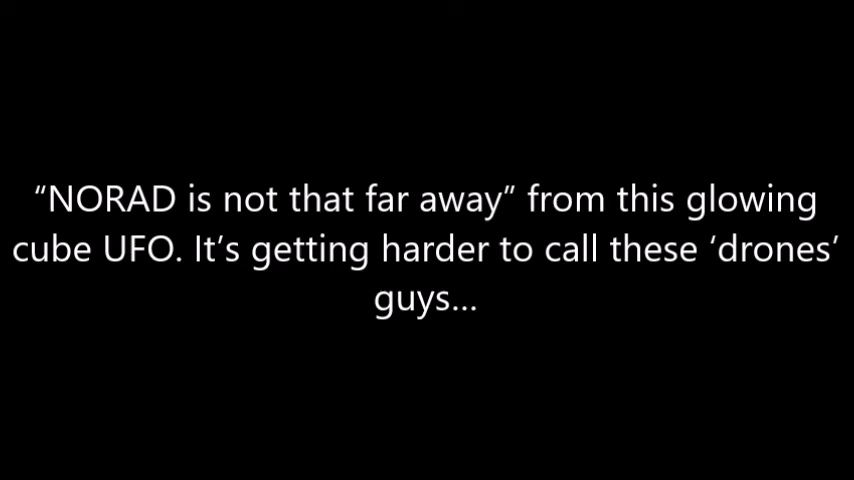 “NORAD is not that far away” from this glowing
cube UFO. It’s getting harder to call these ‘drones’
guys...